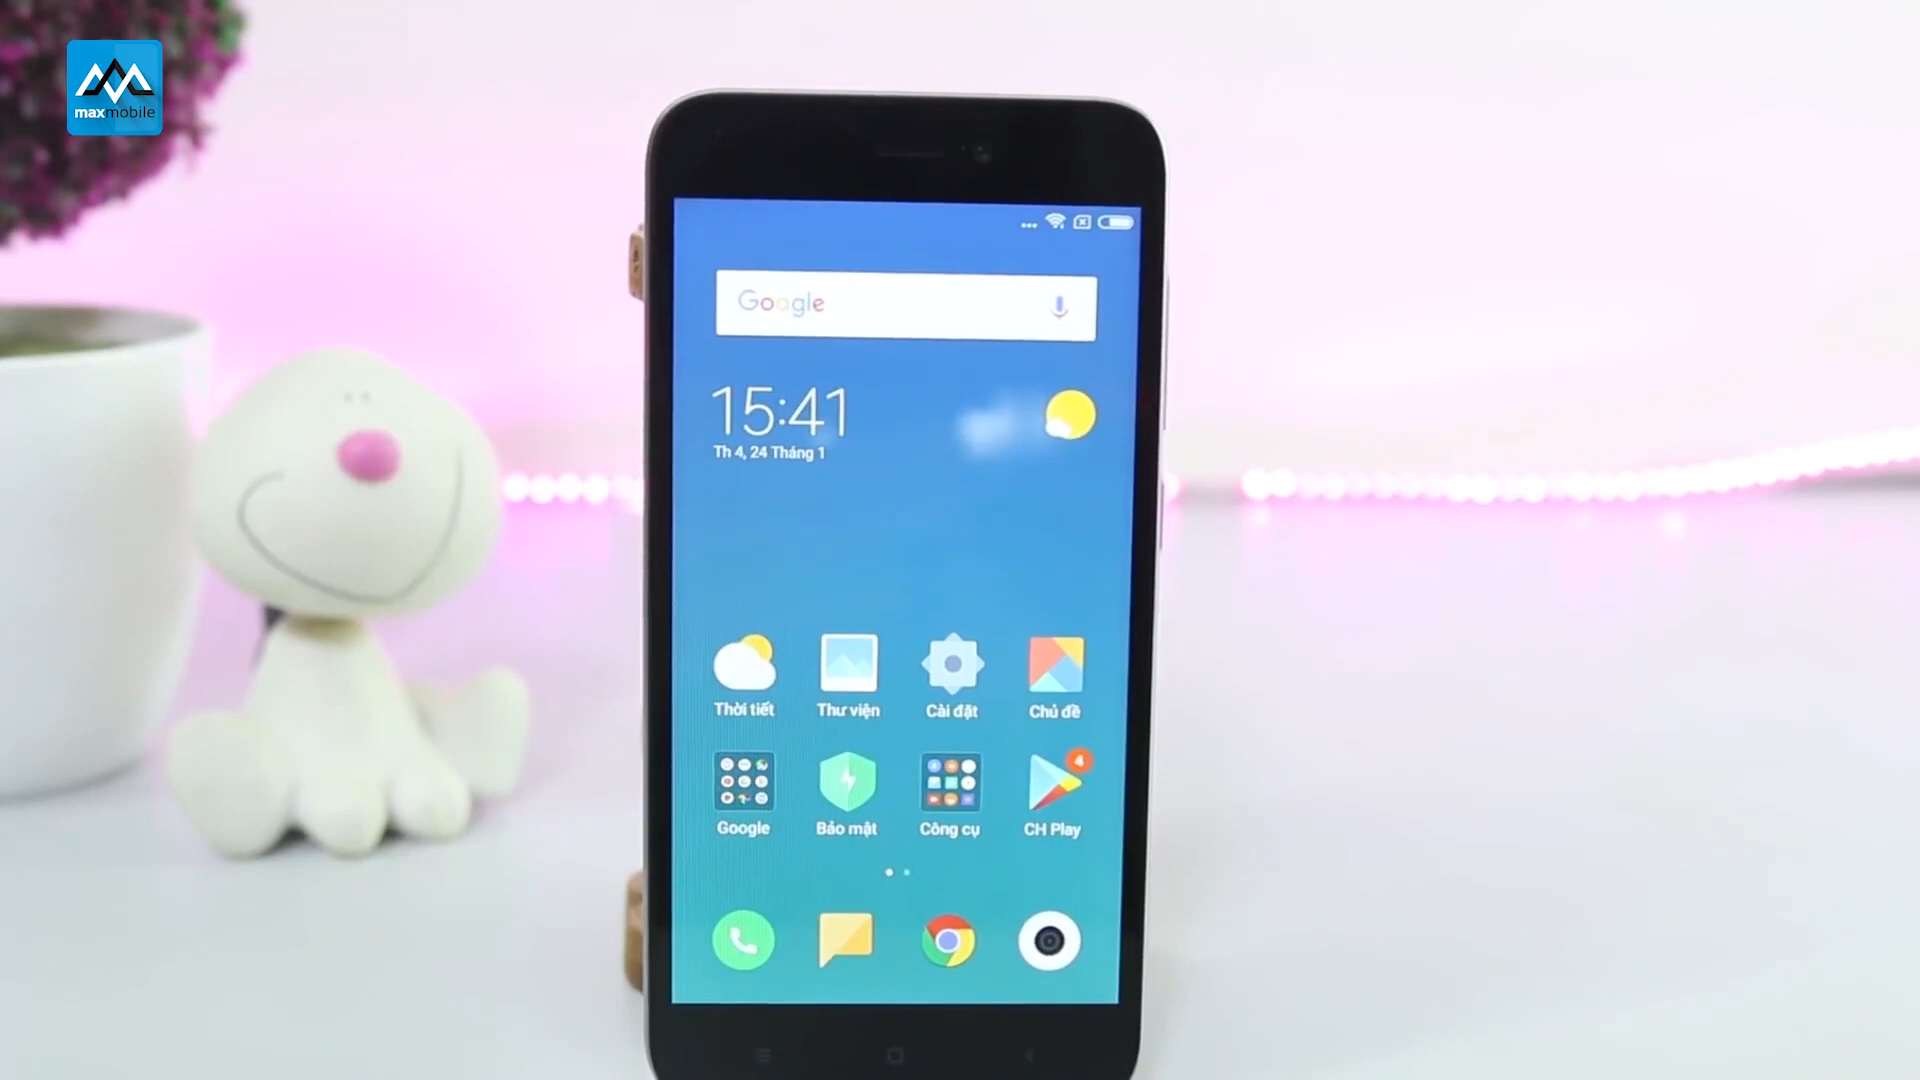 maxmobile
Google
15:41
Th 4, 24 Tháng 1
Thời tiết
Thư viện
Cài đặt
Chủ đề
4
Google
Bảo mật
Công cụ
CH Play